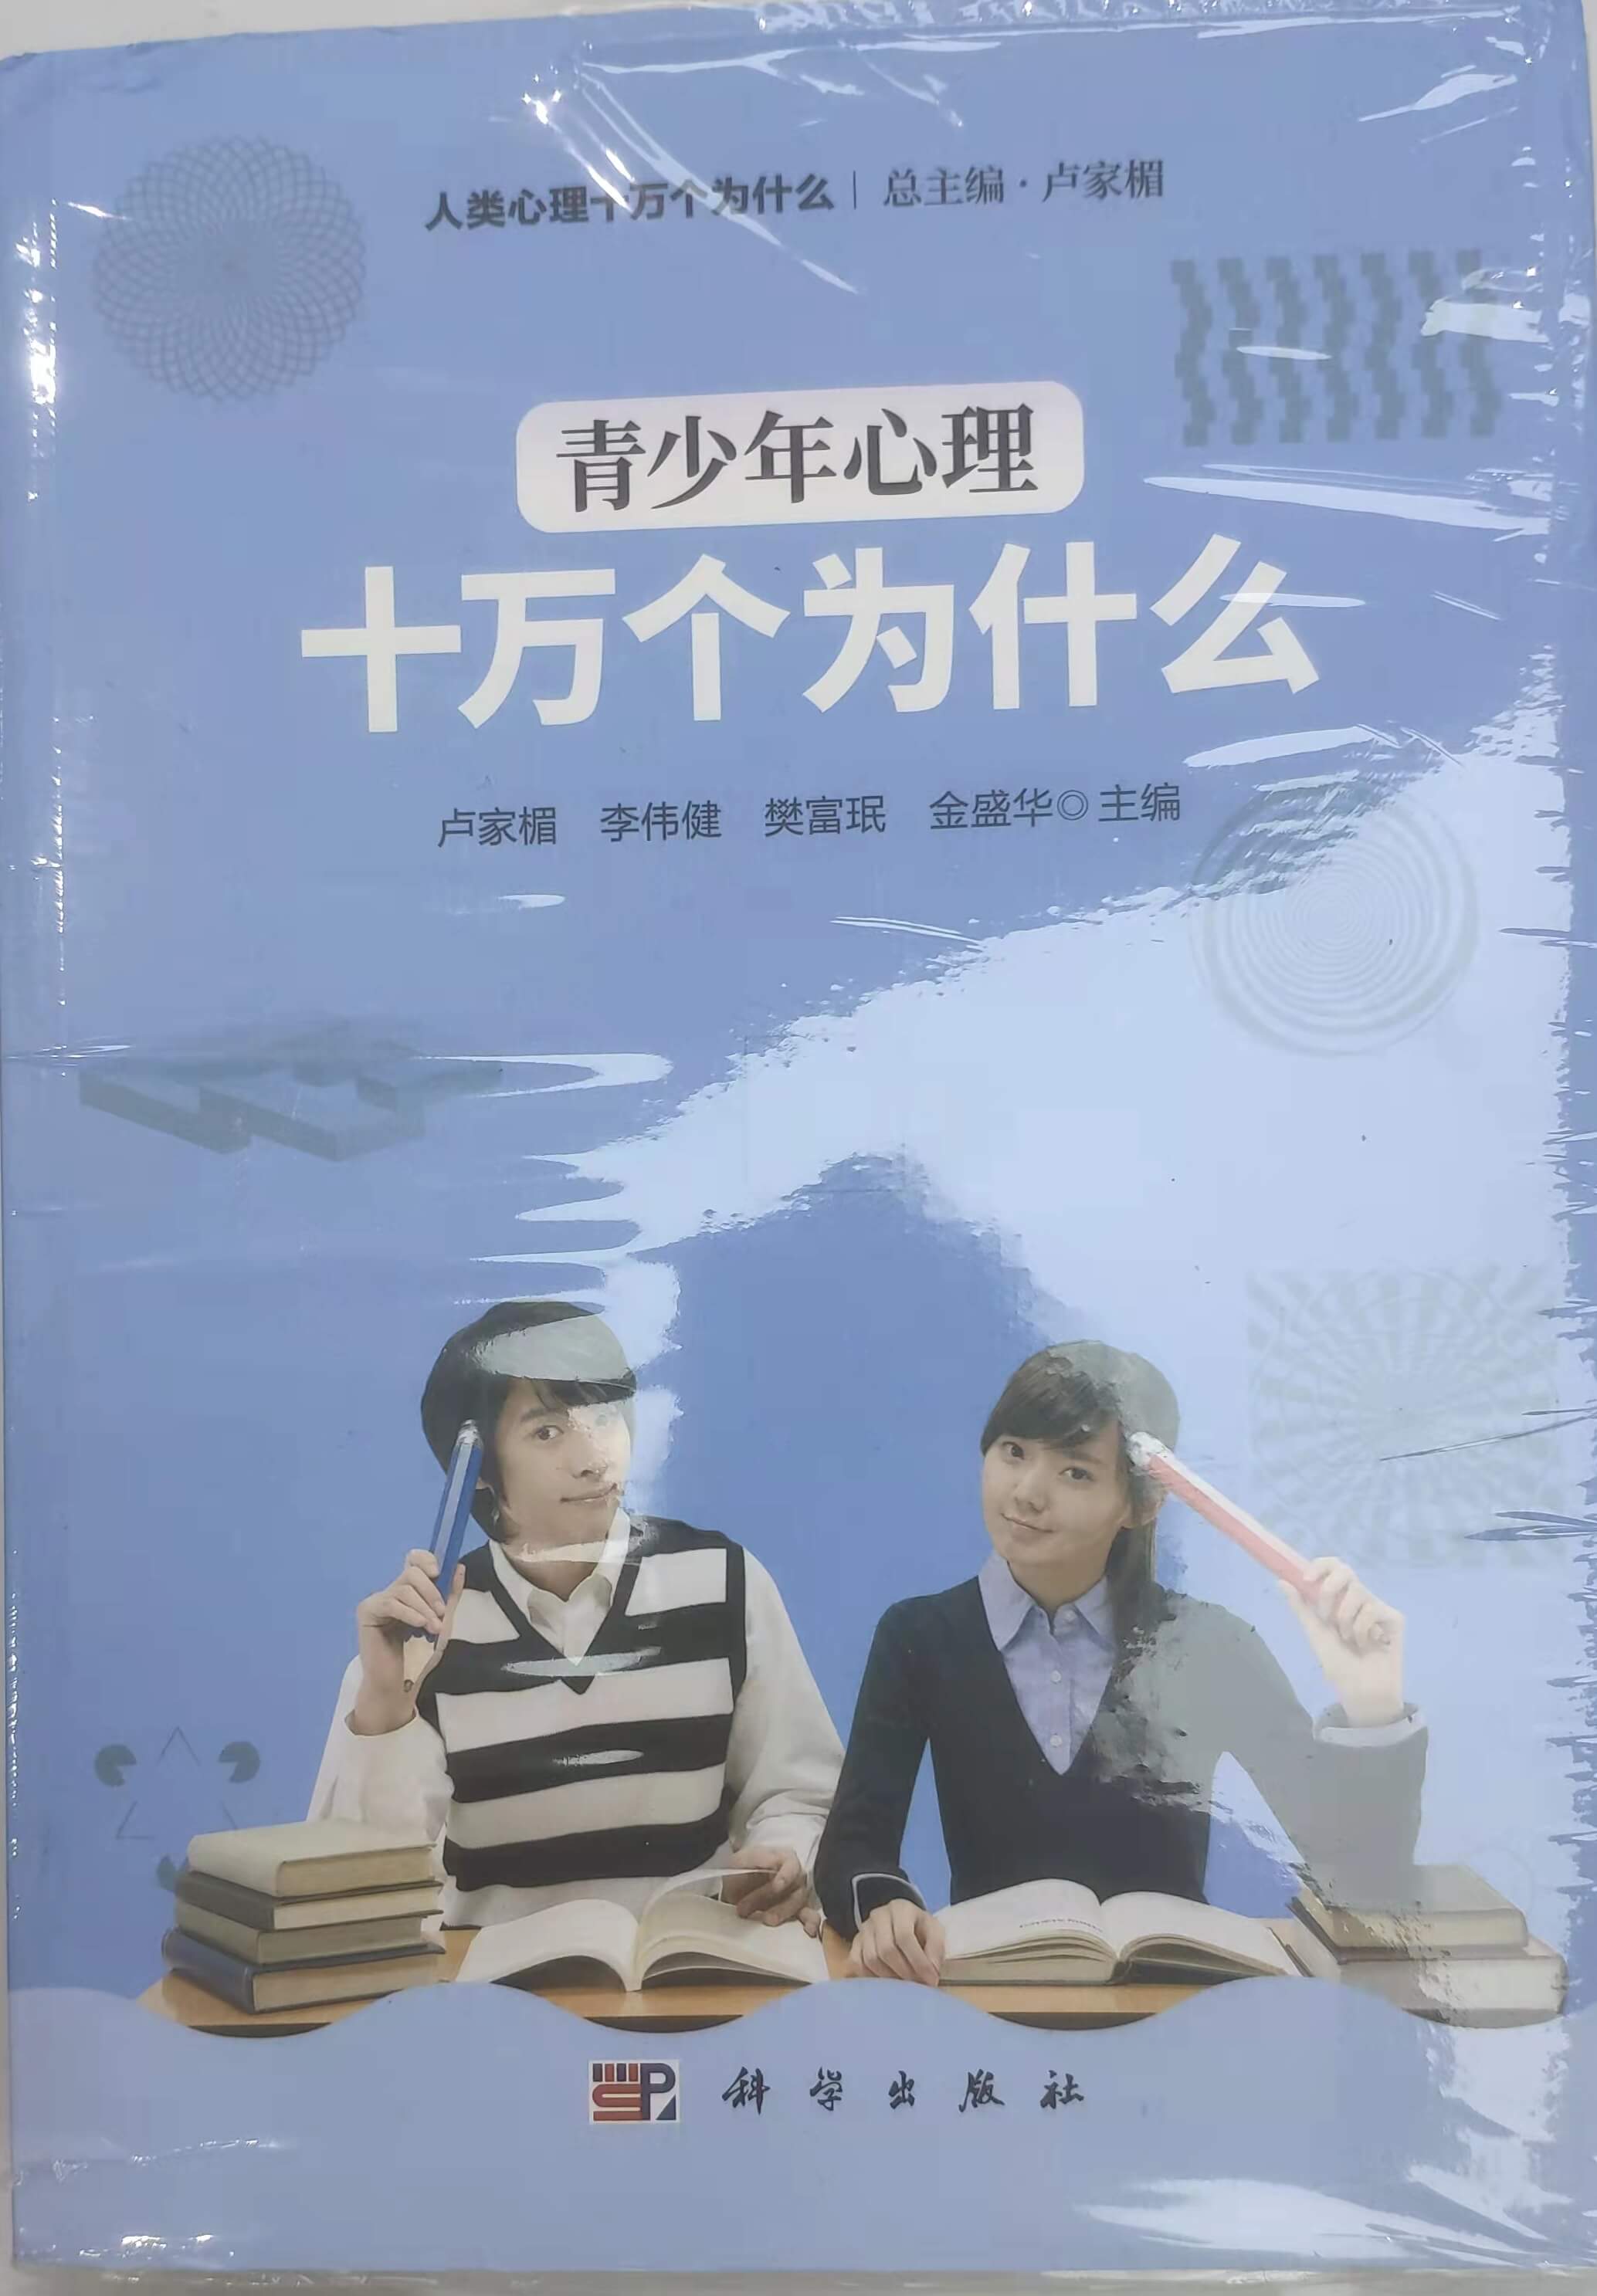 人类心理十万个为什么｜总主编·卢家楣
青少年心理
十万个为什么
卢家楣 李伟健 樊富珉 金盛华◎主编
科学出版社